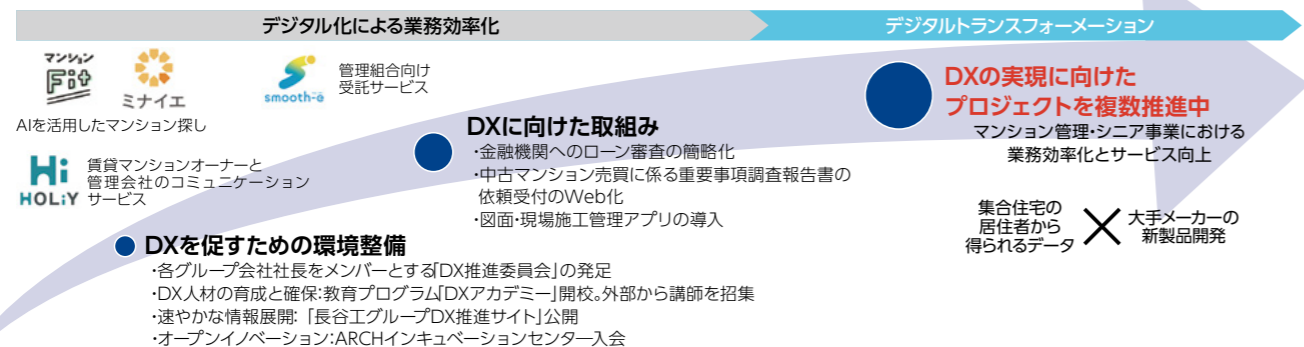 デジタル化による業務効率化
デジタルトランスフォーメーション
マンション
Fit
ミナイエ
AIを活用したマンション探し
smooth-e
管理組合向け
受託サービス
Hi
HOLiY
賃貸マンションオーナーと
管理会社のコミュニケーション
サービス
DXを促すための環境整備
・各グループ会社社長をメンバーとする「DX推進委員会」の発足
・DX人材の育成と確保:教育プログラム「DXアカデミー」開校。外部から講師を招集
・速やかな情報展開:「長谷工グループDX推進サイト」公開
・オープンイノベーション:ARCHインキュベーションセンター入会
DXに向けた取組み
・金融機関へのローン審査の簡略化
・中古マンション売買に係る重要事項調査報告書の
依頼受付のWeb化
・図面・現場施工管理アプリの導入
DXの実現に向けた
プロジェクトを複数推進中
マンション管理・シニア事業における
業務効率化とサービス向上
集合住宅の
居住者から
得られるデータ
×
大手メーカーの
新製品開発